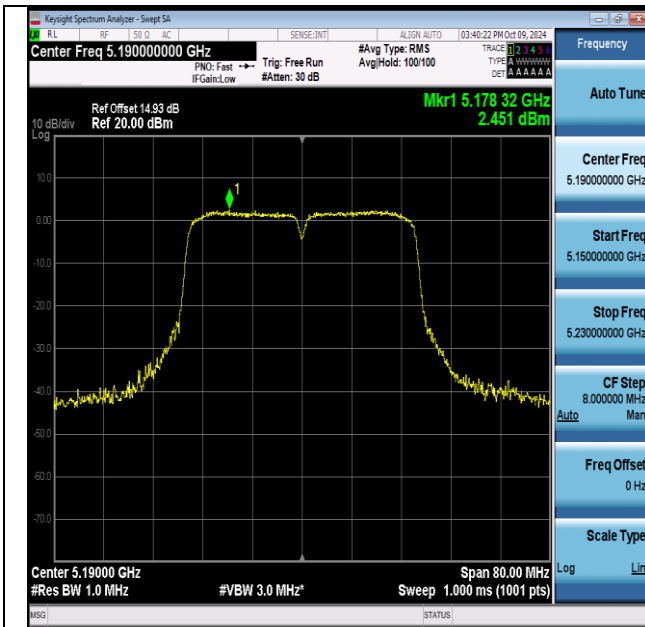 Keysight Spectrum Analyzer - Swept SA
LXI RL RF 50 Ω AC SENSE:INT ALIGN AUTO 03:40:22 PM Oct 09, 2024
Center Freq 5.190000000 GHz
PNO: Fast
IFGain:Low
Trig: Free Run
#Atten: 30 dB
#Avg Type: RMS
Avg|Hold: 100/100
TRACE 1 2 3 4 5 6
TYPE A WWWWW
DET A A A A A A
Frequency
Auto Tune
Mkr1 5.178 32 GHz
2.451 dBm
Ref Offset 14.93 dB
10 dB/div Ref 20.00 dBm
Log
10.0
0.00
-10.0
-20.0
-30.0
-40.0
-50.0
-60.0
-70.0
1
Center Freq
5.190000000 GHz
Start Freq
5.150000000 GHz
Stop Freq
5.230000000 GHz
CF Step
8.000000 MHz
Auto Man
Freq Offset
0 Hz
Scale Type
Log Lin
Center 5.19000 GHz Span 80.00 MHz
#Res BW 1.0 MHz #VBW 3.0 MHz* Sweep 1.000 ms (1001 pts)
MSG STATUS